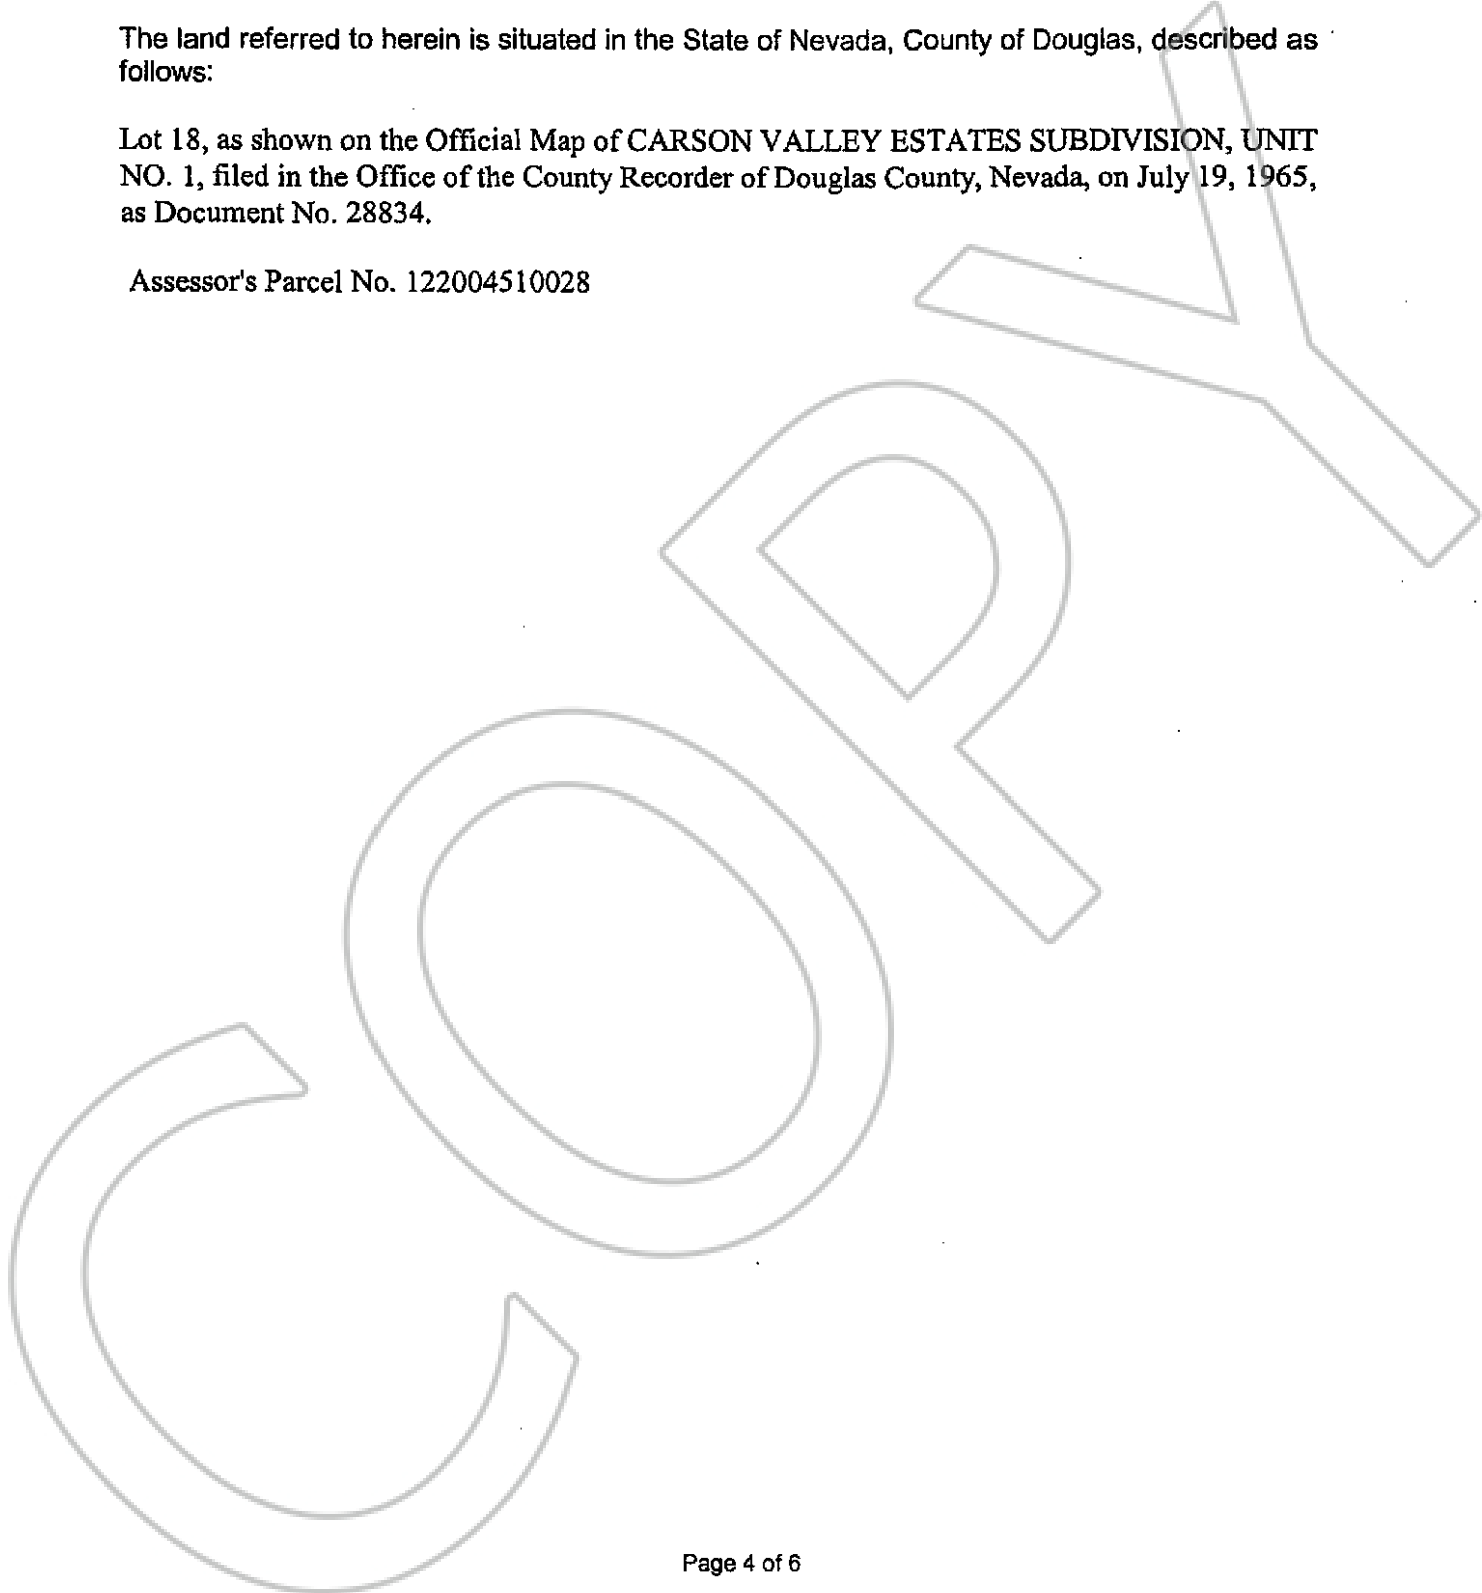 The land referred to herein is situated in the State of Nevada, County of Douglas, described as
follows:
Lot 18, as shown on the Official Map of CARSON VALLEY ESTATES SUBDIVISION, UNIT
NO. 1, filed in the Office of the County Recorder of Douglas County, Nevada, on July 19, 1965,
as Document No. 28834.
Assessor's Parcel No. 122004510028
COPY
Page 4 of 6